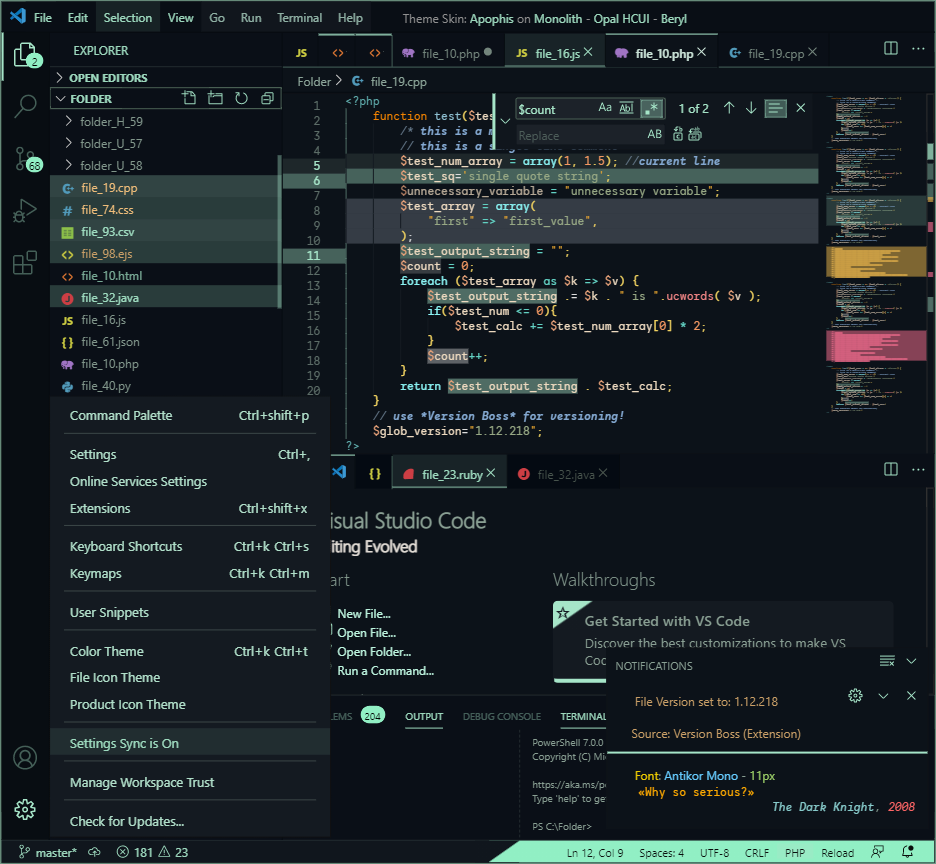 File Edit Selection View Go Run Terminal Help Theme Skin: Apophis on Monolith - Opal HCUI - Beryl
2
EXPLORER
JS file_10.php JS file_16.js file_10.php file_19.cpp
OPEN EDITORS
FOLDER
Folder > file_19.cpp
folder_H_59
folder_U_57
folder_U_58
file_19.cpp
# file_74.css
file_93.csv
<> file_98.ejs
<> file_10.html
file_32.java
JS file_16.js
{} file_61.json
file_10.php
file_40.py
68
$count Aa Ab 1 of 2
Replace AB
1 <?php
2 function test($tes
3 /* this is a m
4 //
5 $test_num_array = array(1, 1.5); //current line
6 $test_sq='single quote string';
7 $unnecessary_variable = "unnecessary variable";
8 $test_array = array(
9 "first" => "first_value",
10 );
11 $test_output_string = "";
12 $count = 0;
13 foreach ($test_array as $k => $v) {
14 $test_output_string .= $k . " is ".ucwords( $v );
15 if($test_num <= 0){
16 $test_calc += $test_num_array[0] * 2;
17 }
18 $count++;
19 }
20 return $test_output_string . $test_calc;
}
// use *Version Boss* for versioning!
$glob_version="1.12.218";
?>
Command Palette Ctrl+shift+p
Settings Ctrl+,
Online Services Settings
Extensions Ctrl+shift+x
Keyboard Shortcuts Ctrl+k Ctrl+s
Keymaps Ctrl+k Ctrl+m
User Snippets
Color Theme Ctrl+k Ctrl+t
File Icon Theme
Product Icon Theme
Settings Sync is On
Manage Workspace Trust
Check for Updates...
{} file_23.ruby file_32.java
isual Studio Code
iting Evolved
art
New File...
Open File...
Open Folder...
Run a Command...
Walkthroughs
Get Started with VS Code
Discover the best customizations to make VS
Coc
NOTIFICATIONS
File Version set to: 1.12.218
Source: Version Boss (Extension)
Font: Antikor Mono - 11px
«Why so serious?»
The Dark Knight, 2008
LEMS 204 OUTPUT DEBUG CONSOLE TERMINAL
PowerShell 7.0.0
Copyright (C) Mi
https://aka.ms/p
Type 'help' to ge
PS C:\Folder>
master* 181 23 Ln 12, Col 9 Spaces: 4 UTF-8 CRLF PHP Reload